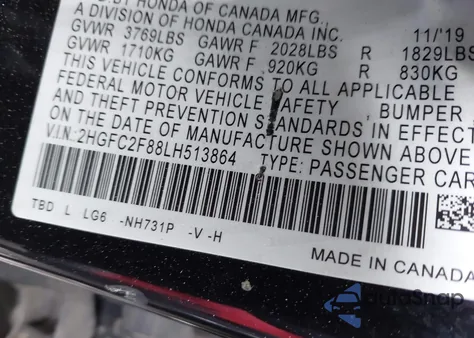 BY HONDA OF CANADA MFG.,
A DIVISION OF HONDA CANADA INC. 11/'19
GVWR 3769LBS GAWR F 2028LBS R 1829LBS
GVWR 1710KG GAWR F 920KG R 830KG
THIS VEHICLE CONFORMS TO ALL APPLICABLE
FEDERAL MOTOR VEHICLE SAFETY, BUMPER
AND THEFT PREVENTION STANDARDS IN EFFECT
ON THE DATE OF MANUFACTURE SHOWN ABOVE
VIN:2HGFC2F88LH513864 TYPE: PASSENGER CAR
TBD L LG6 -NH731P -V -H
MADE IN CANADA
AutoSnap